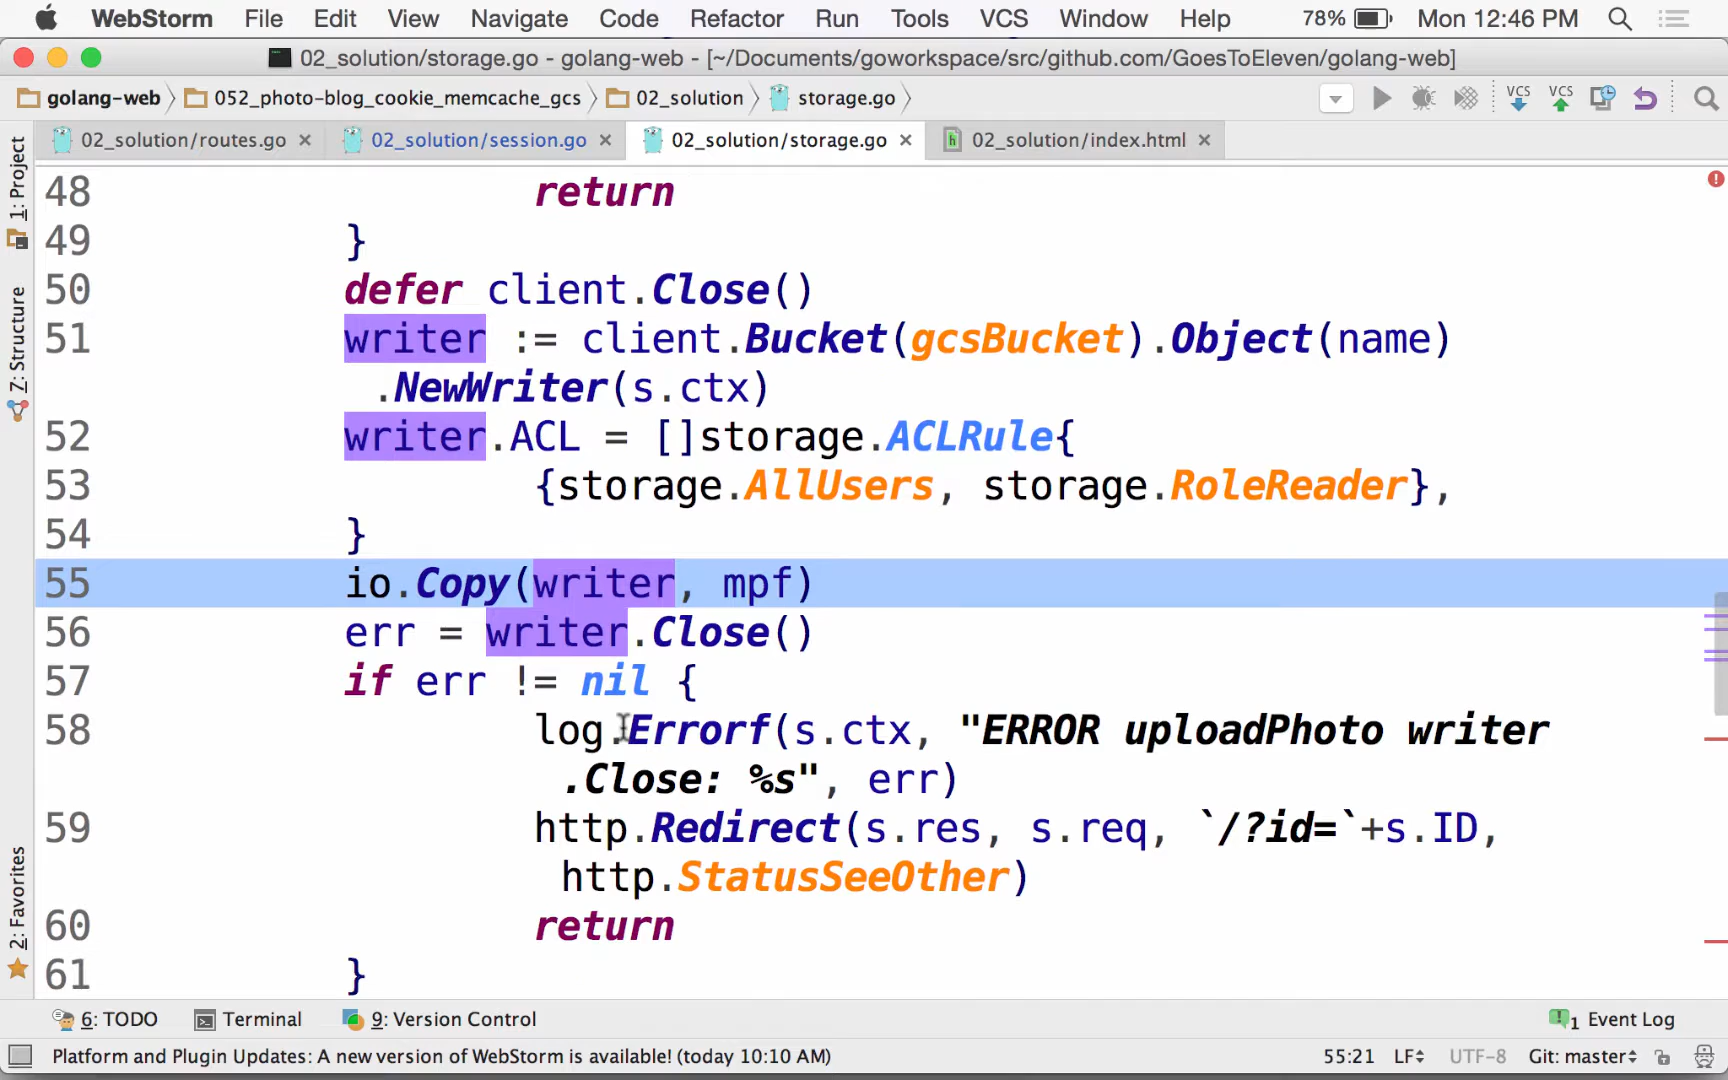 WebStorm File Edit View Navigate Code Refactor Run Tools VCS Window Help 78% Mon 12:46 PM
02_solution/storage.go - golang-web - [~/Documents/goworkspace/src/github.com/GoesToEleven/golang-web]
golang-web 052_photo-blog_cookie_memcache_gcs 02_solution storage.go VCS VCS
02_solution/routes.go 02_solution/session.go 02_solution/storage.go 02_solution/index.html
1: Project
7: Structure
2: Favorites
48 return
49 }
50 defer client.Close()
51 writer := client.Bucket(gcsBucket).Object(name)
.NewWriter(s.ctx)
52 writer.ACL = []storage.ACLRule{
53 {storage.AllUsers, storage.RoleReader},
54 }
55 io.Copy(writer, mpf)
56 err = writer.Close()
57 if err != nil {
58 log.Errorf(s.ctx, "ERROR uploadPhoto writer
.Close: %s", err)
59 http.Redirect(s.res, s.req, `/?id=`+s.ID,
http.StatusSeeOther)
60 return
61 }
6: TODO Terminal 9: Version Control 1 Event Log
Platform and Plugin Updates: A new version of WebStorm is available! (today 10:10 AM) 55:21 LF UTF-8 Git: master